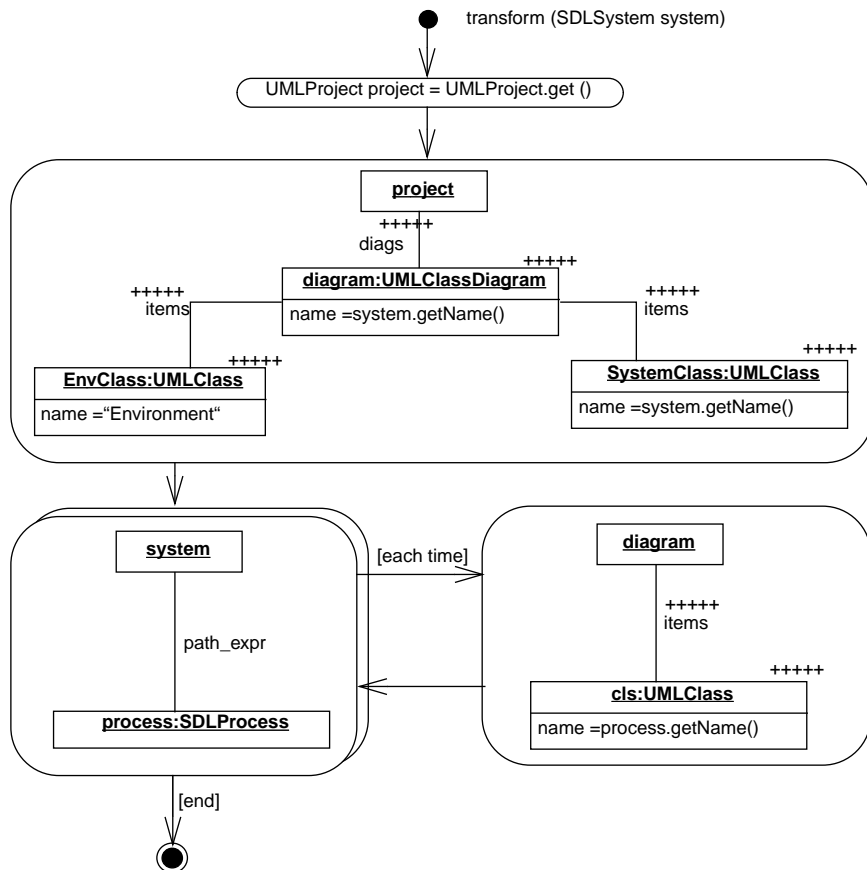 transform (SDLSystem system)
UMLProject project = UMLProject.get ()
project
+++++
diags
+++++
diagram:UMLClassDiagram
name =system.getName()
+++++
items
+++++
items
+++++
EnvClass:UMLClass
name =“Environment“
+++++
SystemClass:UMLClass
name =system.getName()
system
path_expr
process:SDLProcess
[each time]
diagram
+++++
items
+++++
cls:UMLClass
name =process.getName()
[end]